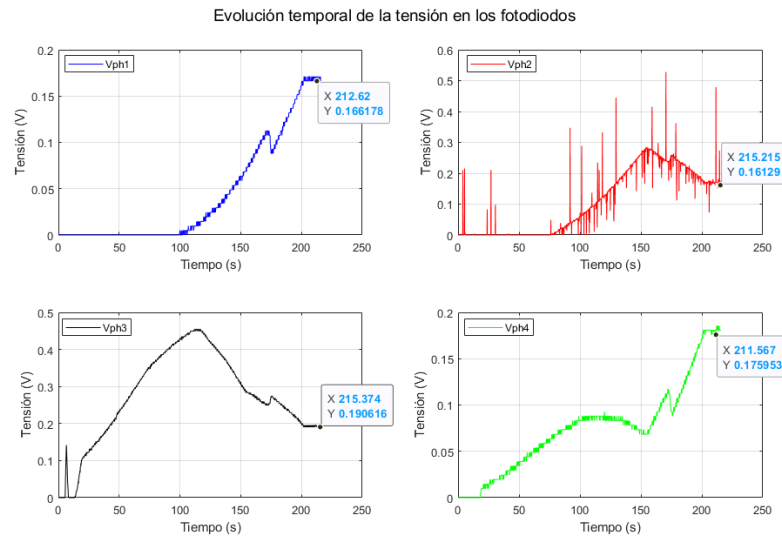 Evolución temporal de la tensión en los fotodiodos
Vph1
Tensión (V)
0.2
0.15
0.1
0.05
0
0 50 100 150 200 250
Tiempo (s)
X 212.62
Y 0.166178
Vph2
Tensión (V)
0.6
0.5
0.4
0.3
0.2
0.1
0
0 50 100 150 200 250
Tiempo (s)
X 215.215
Y 0.16129
Vph3
Tensión (V)
0.5
0.4
0.3
0.2
0.1
0
0 50 100 150 200 250
Tiempo (s)
X 215.374
Y 0.190616
Vph4
Tensión (V)
0.2
0.15
0.1
0.05
0
0 50 100 150 200 250
Tiempo (s)
X 211.567
Y 0.175953